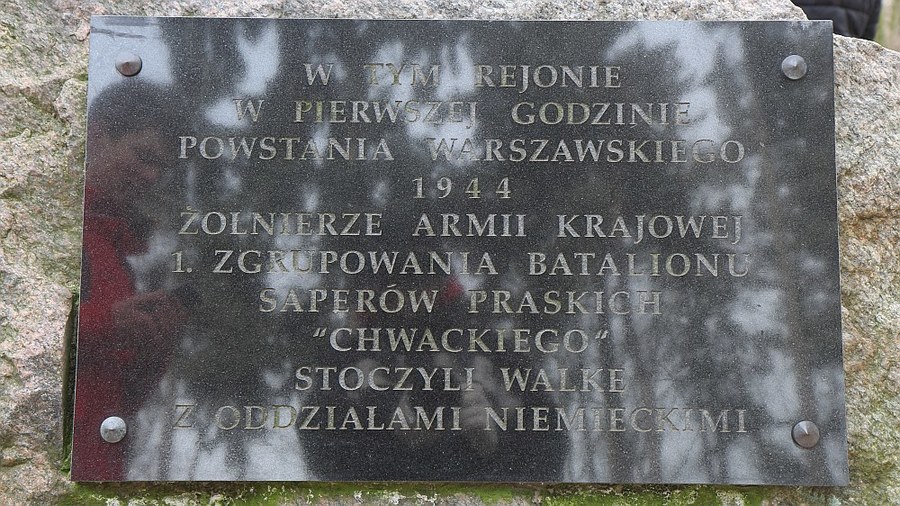 W TYM REJONIE
W PIERWSZEJ GODZINIE
POWSTANIA WARSZAWSKIEGO
1944
ŻOŁNIERZE ARMII KRAJOWEJ
1. ZGRUPOWANIA BATALIONU
SAPERÓW PRASKICH
“CHWACKIEGO“
STOCZYLI WALKĘ
Z ODDZIAŁAMI NIEMIECKIMI